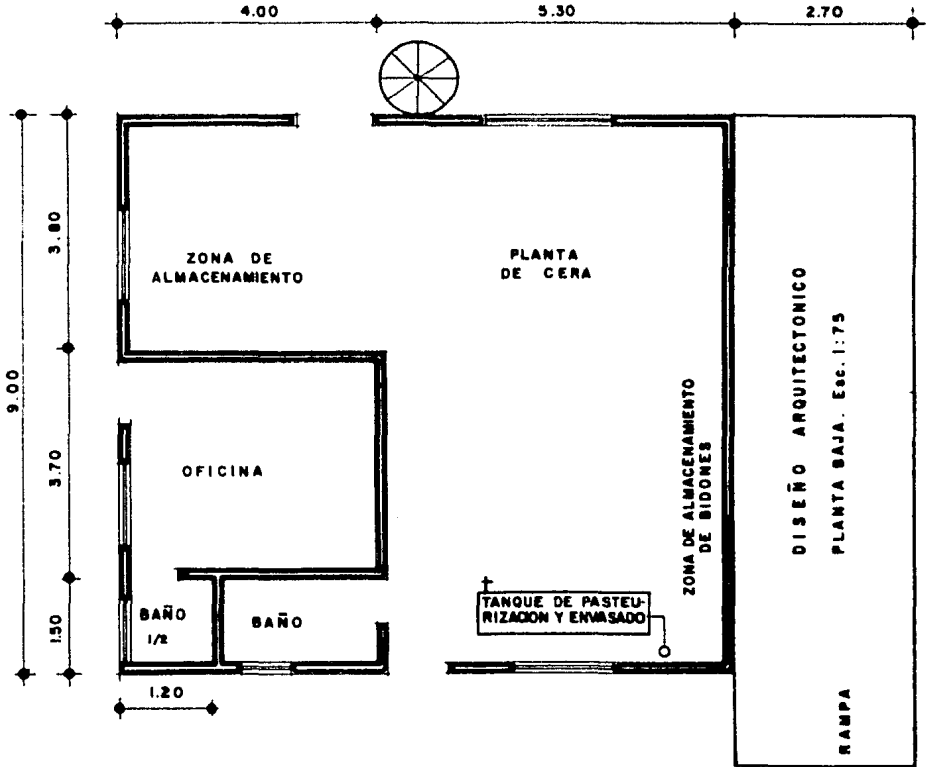 4.00
5.30
2.70
9.00
3.80
3.70
1.50
1.20
ZONA DE
ALMACENAMIENTO
PLANTA
DE CERA
OFICINA
BAÑO
1/2
BAÑO
TANQUE DE PASTEU-
RIZACION Y ENVASADO
ZONA DE ALMACENAMIENTO
DE BIDONES
DISEÑO ARQUITECTONICO
PLANTA BAJA. Esc. 1:75
RAMPA